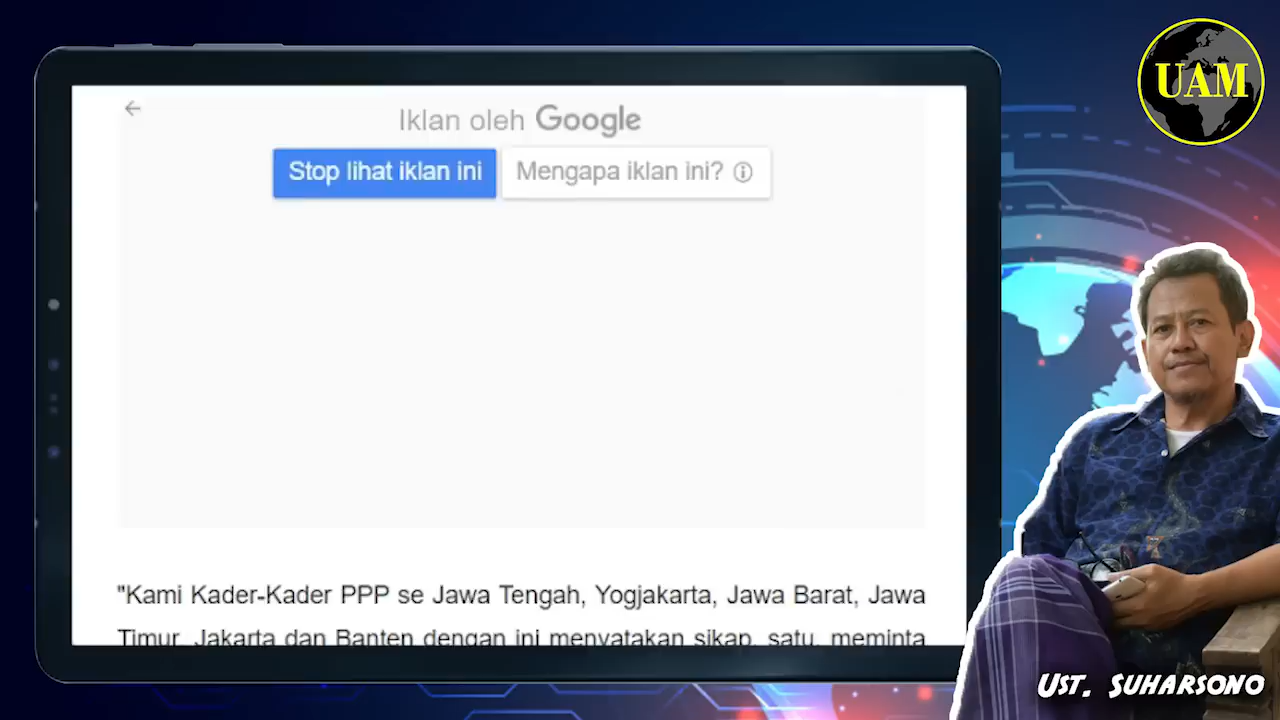 UAM
Iklan oleh Google
Stop lihat iklan ini
Mengapa iklan ini?
"Kami Kader-Kader PPP se Jawa Tengah, Yogjakarta, Jawa Barat, Jawa
Timur, Jakarta dan Banten dengan ini menyatakan sikap, satu, meminta
Ust. Suharsono